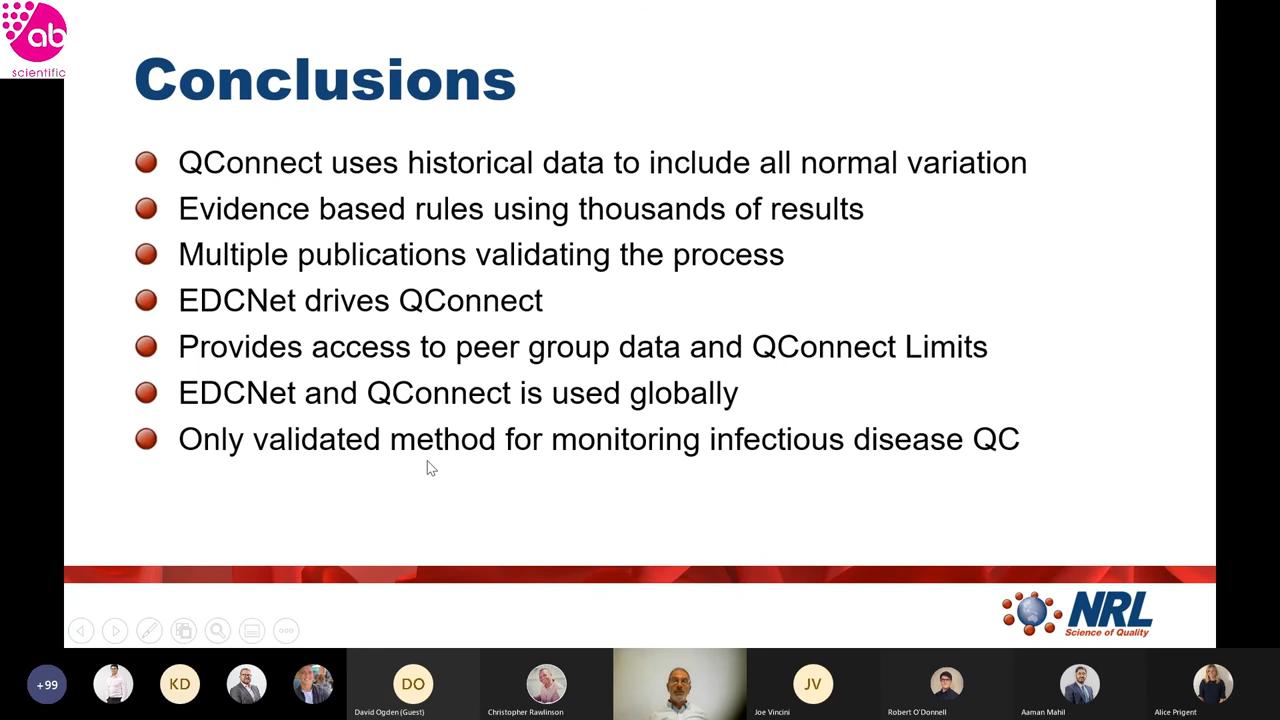 ab
scientific
Conclusions
QConnect uses historical data to include all normal variation
Evidence based rules using thousands of results
Multiple publications validating the process
EDCNet drives QConnect
Provides access to peer group data and QConnect Limits
EDCNet and QConnect is used globally
Only validated method for monitoring infectious disease QC
NRL
Science of Quality
+99
KD
DO
JV
David Ogden (Guest)
Christopher Rawlinson
Joe Vincini
Robert O'Donnell
Aaman Mahil
Alice Prigent